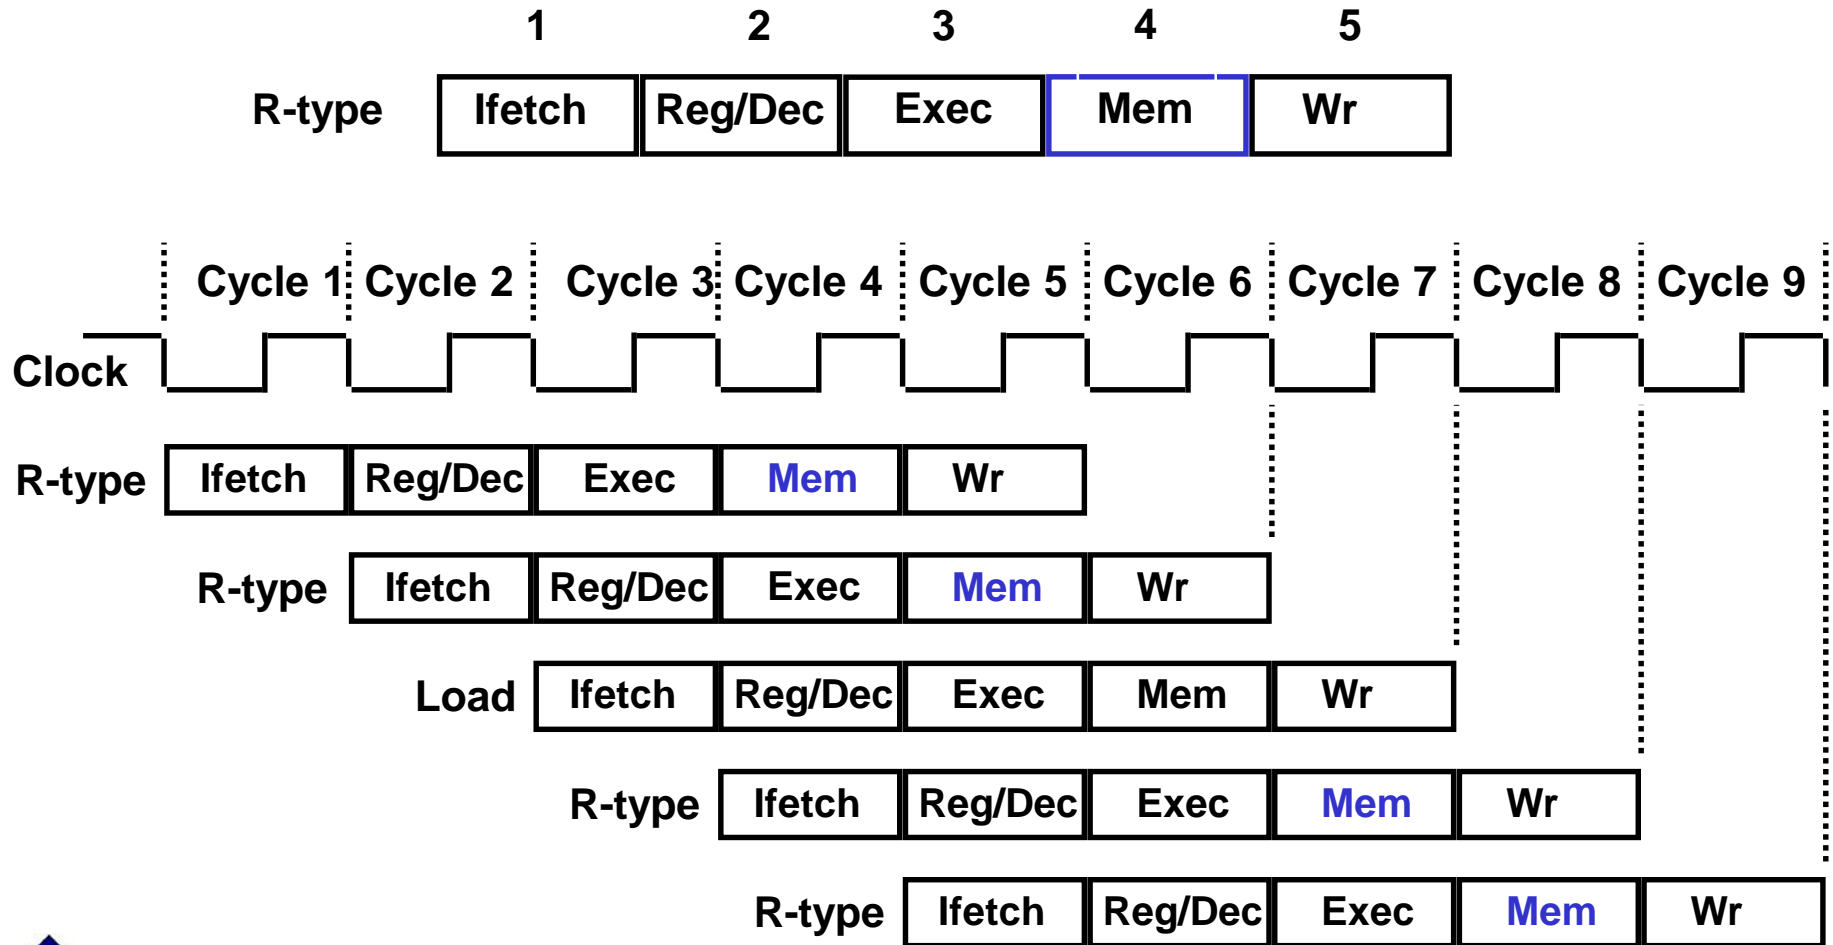 1 2 3 4 5
R-type Ifetch Reg/Dec Exec Mem Wr
Cycle 1 Cycle 2 Cycle 3 Cycle 4 Cycle 5 Cycle 6 Cycle 7 Cycle 8 Cycle 9
Clock
R-type Ifetch Reg/Dec Exec Mem Wr
R-type Ifetch Reg/Dec Exec Mem Wr
Load Ifetch Reg/Dec Exec Mem Wr
R-type Ifetch Reg/Dec Exec Mem Wr
R-type Ifetch Reg/Dec Exec Mem Wr